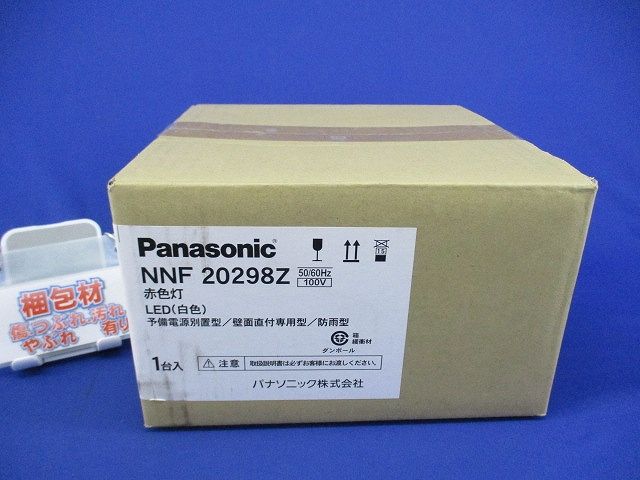 Panasonic®
NNF 20298Z 50/60Hz 100V
赤色灯
LED(白色)
予備電源別置型/壁面直付専用型/防雨型
箱
緩衝材
ダンボール
1台入 ⚠注意 取扱説明書は必ずお客様にお渡しください。
パナソニック株式会社
梱包材
傷つぶれ汚れ
やぶれ 有り